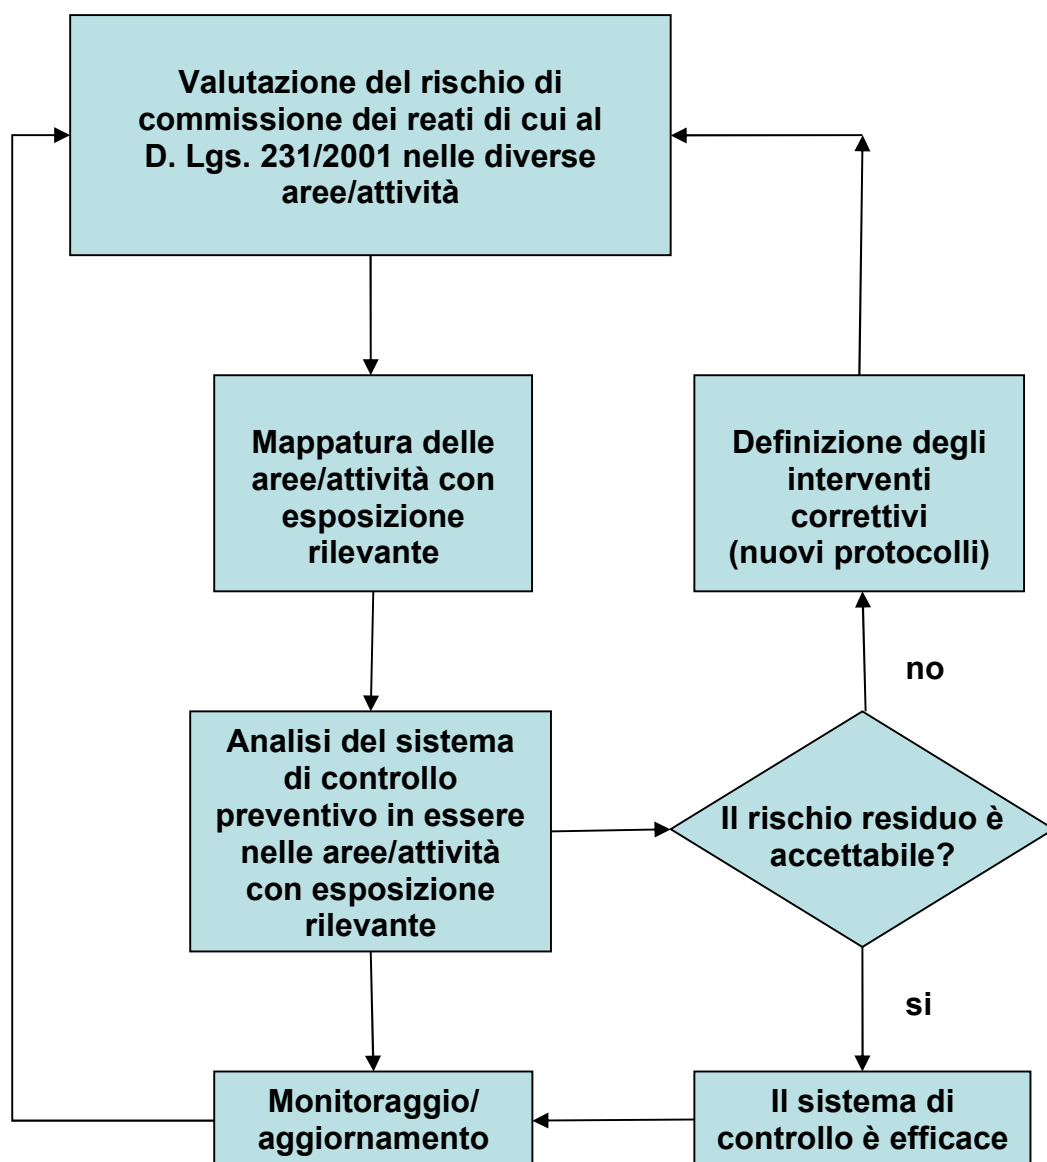 Valutazione del rischio di
commissione dei reati di cui al
D. Lgs. 231/2001 nelle diverse
aree/attività
Mappatura delle
aree/attività con
esposizione
rilevante
Definizione degli
interventi
correttivi
(nuovi protocolli)
no
Analisi del sistema
di controllo
preventivo in essere
nelle aree/attività
con esposizione
rilevante
Il rischio residuo è
accettabile?
si
Monitoraggio/
aggiornamento
Il sistema di
controllo è efficace